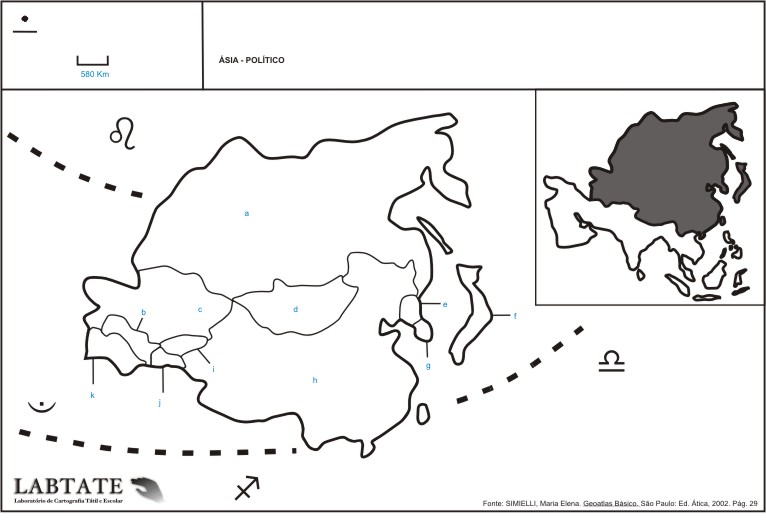 580 Km
ÁSIA - POLÍTICO
a
b
c
d
e
f
g
h
i
j
k
LABTATE
Laboratório de Cartografia Tátil e Escolar
Fonte: SIMIELLI, Maria Elena. Geoatlas Básico, São Paulo: Ed. Ática, 2002. Pág. 29